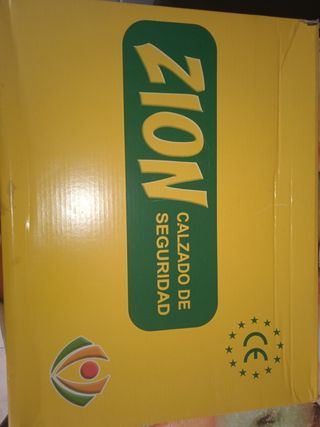 ZION
CALZADO DE
SEGURIDAD
CE